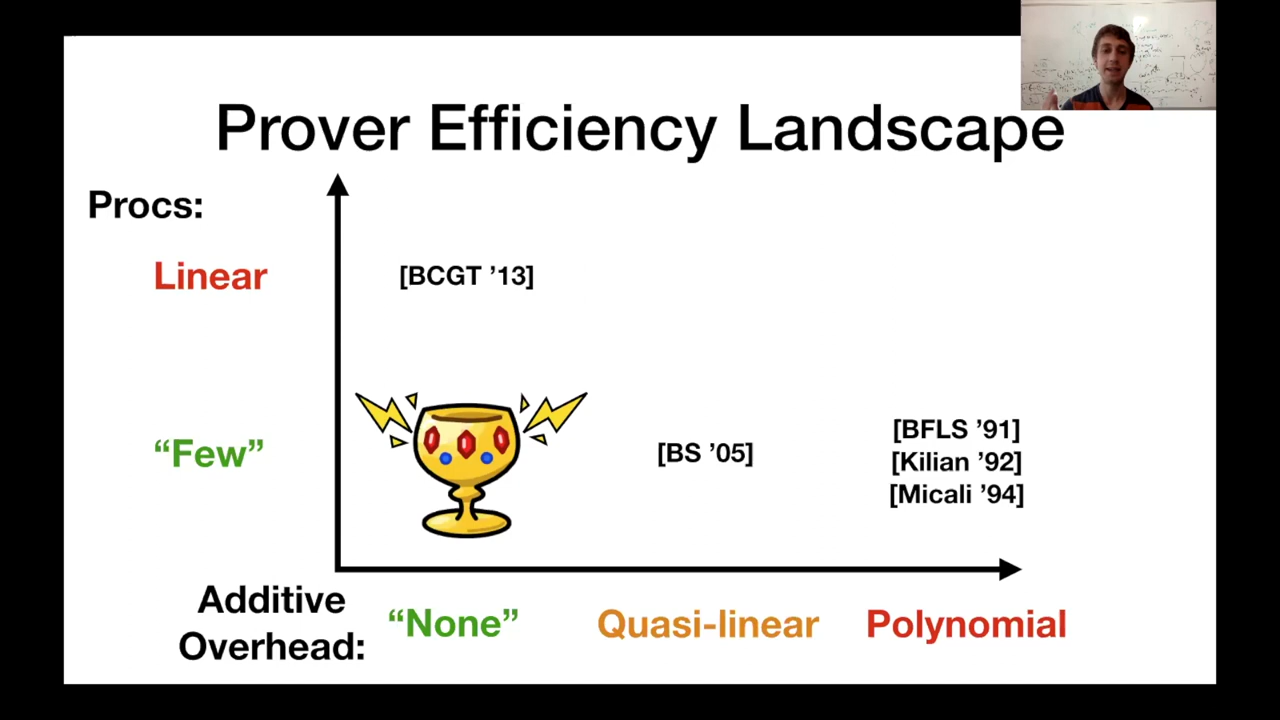 Prover Efficiency Landscape
Procs:
Linear
[BCGT ’13]
“Few”
[BS ’05]
[BFLS ’91]
[Kilian ’92]
[Micali ’94]
Additive
Overhead:
“None”
Quasi-linear
Polynomial